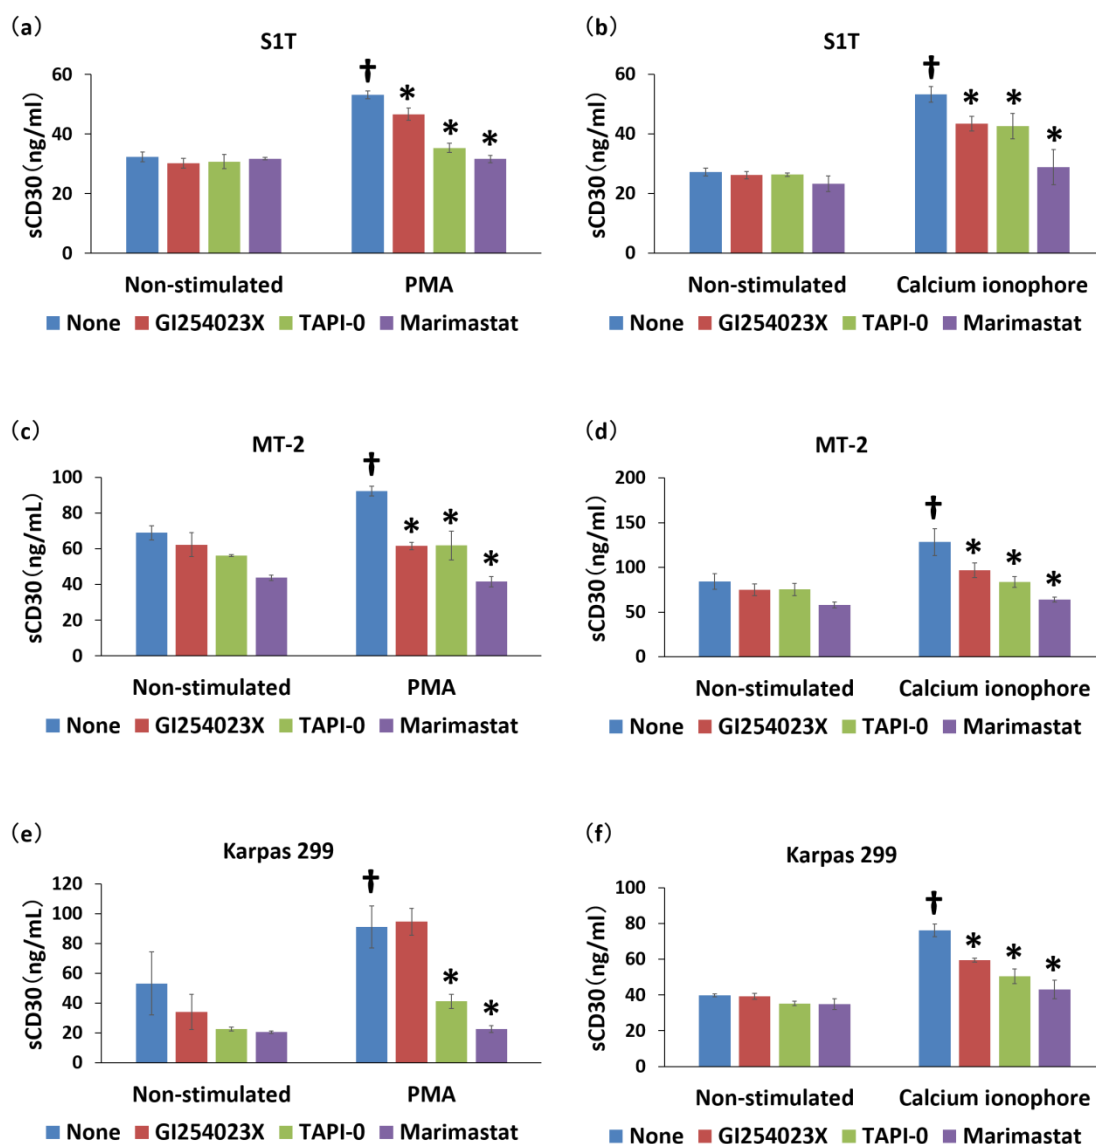 (a)
S1T
sCD30(ng/ml)
60
40
20
0
†
*
*
*
Non-stimulated
PMA
None GI254023X TAPI-0 Marimastat
(b)
S1T
sCD30(ng/ml)
60
40
20
0
†
*
*
*
Non-stimulated
Calcium ionophore
None GI254023X TAPI-0 Marimastat
(c)
MT-2
sCD30(ng/mL)
100
80
60
40
20
0
†
*
*
*
Non-stimulated
PMA
None GI254023X TAPI-0 Marimastat
(d)
MT-2
sCD30(ng/ml)
200
150
100
50
0
†
*
*
*
Non-stimulated
Calcium ionophore
None GI254023X TAPI-0 Marimastat
(e)
Karpas 299
sCD30(ng/mL)
120
100
80
60
40
20
0
†
*
*
Non-stimulated
PMA
None GI254023X TAPI-0 Marimastat
(f)
Karpas 299
sCD30(ng/ml)
100
80
60
40
20
0
†
*
*
*
Non-stimulated
Calcium ionophore
None GI254023X TAPI-0 Marimastat